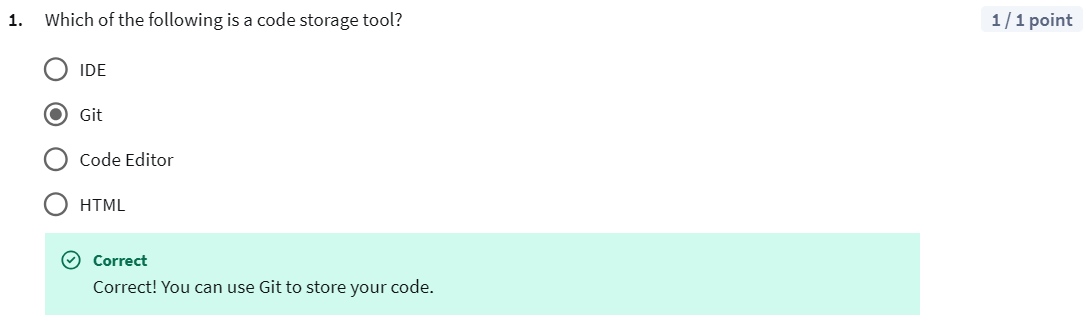 1. Which of the following is a code storage tool? 1 / 1 point
IDE
Git
Code Editor
HTML
Correct
Correct! You can use Git to store your code.